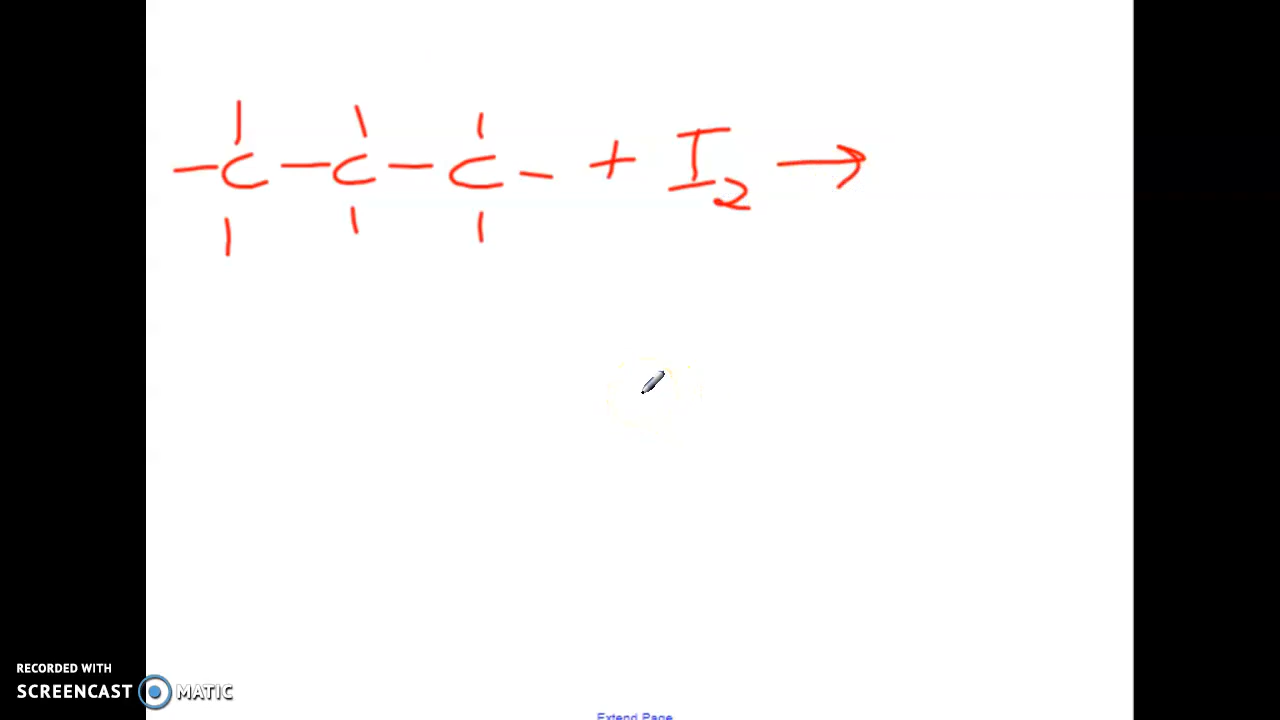 -C-C-C- + I2 →
RECORDED WITH
SCREENCAST MATIC
Extend Page